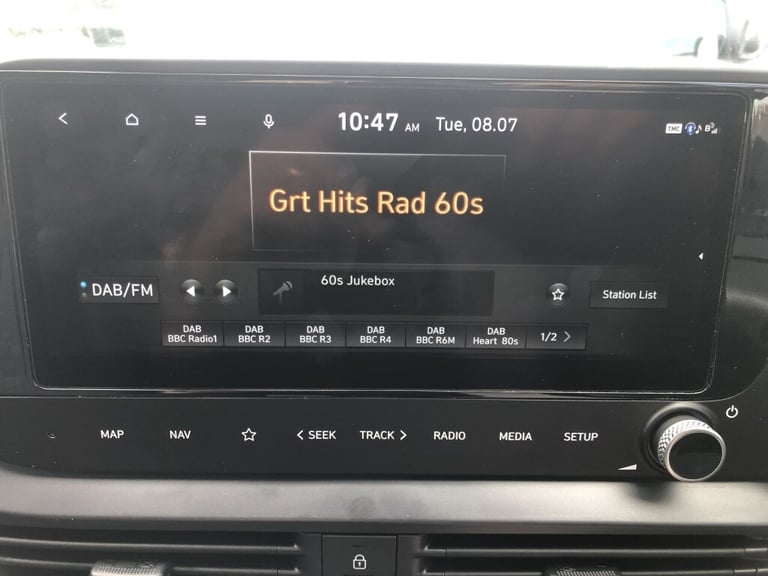 10:47 AM Tue, 08.07
TMC
Grt Hits Rad 60s
60s Jukebox
DAB/FM
Station List
DAB BBC Radio1
DAB BBC R2
DAB BBC R3
DAB BBC R4
DAB BBC R6M
DAB Heart 80s
1/2
MAP
NAV
SEEK
TRACK
RADIO
MEDIA
SETUP